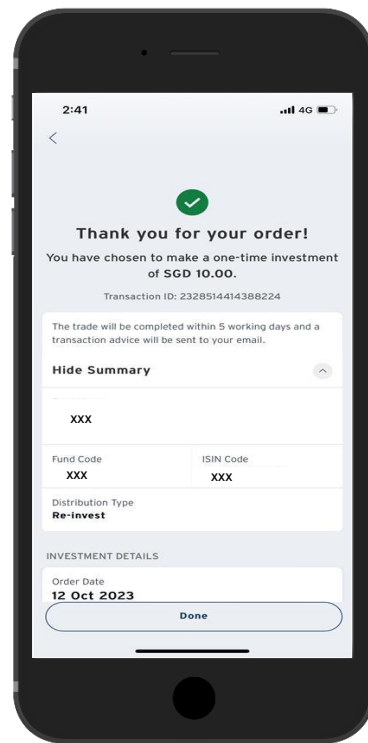 2:41
4G
Thank you for your order!
You have chosen to make a one-time investment
of SGD 10.00.
Transaction ID: 2328514414388224
The trade will be completed within 5 working days and a
transaction advice will be sent to your email.
Hide Summary
XXX
Fund Code
ISIN Code
XXX
XXX
Distribution Type
Re-invest
INVESTMENT DETAILS
Order Date
12 Oct 2023
Done